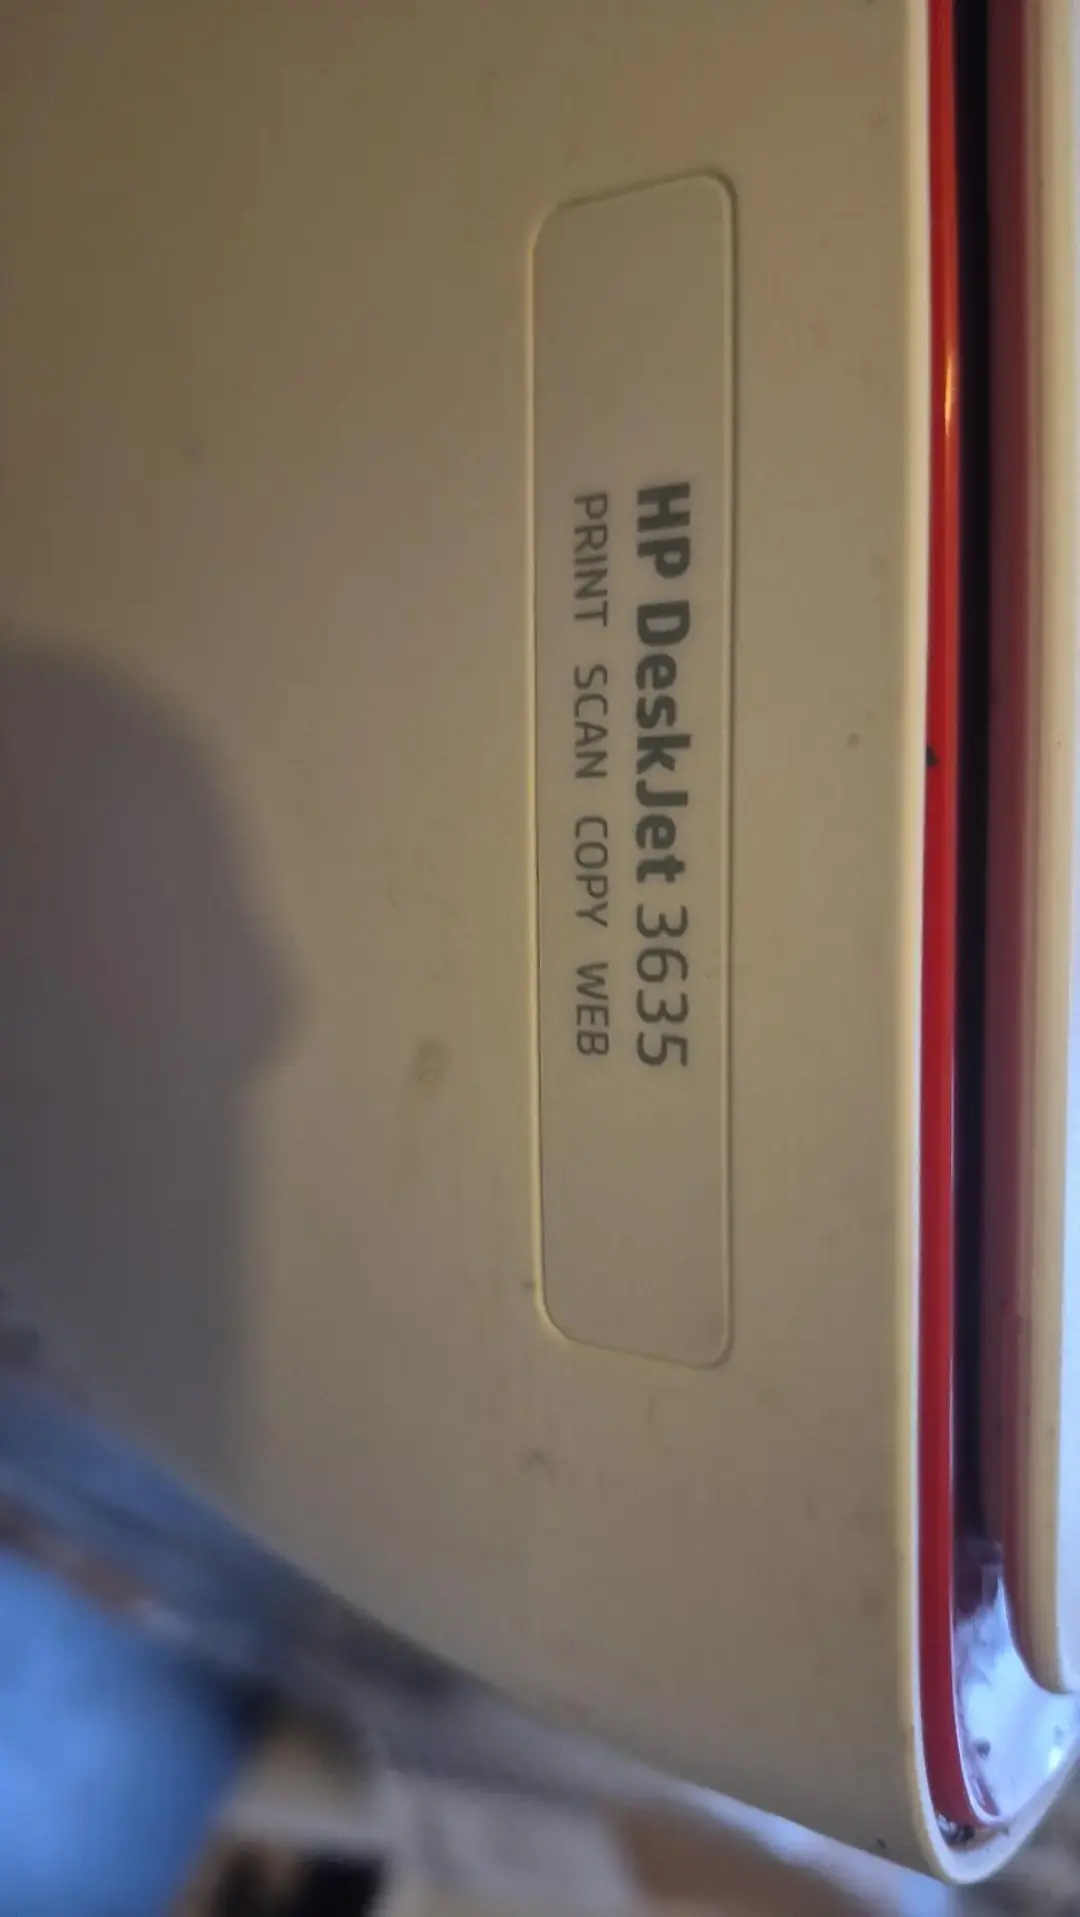 HP DeskJet 3635
PRINT SCAN COPY WEB